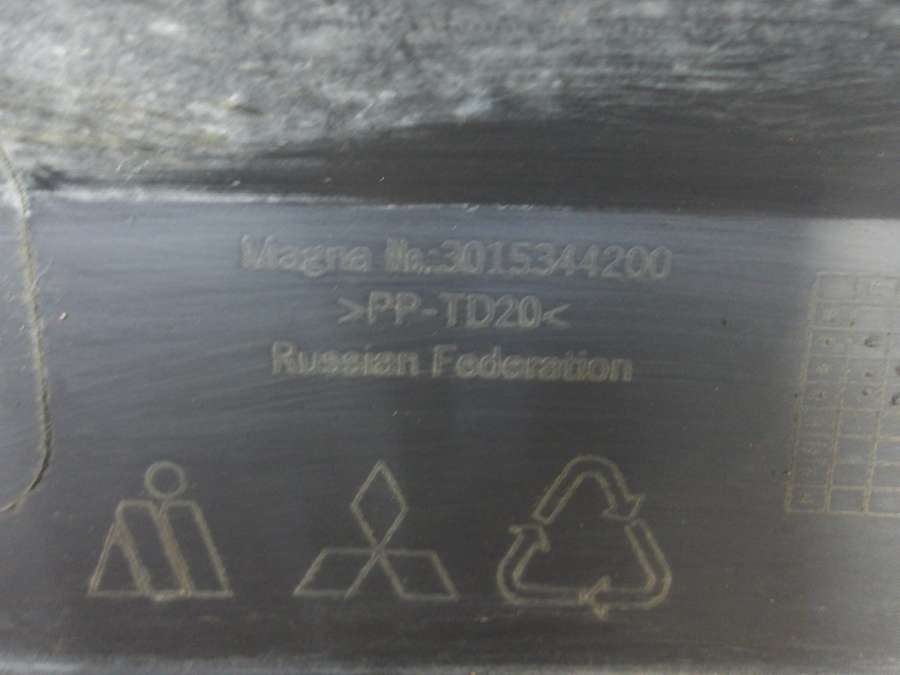 Magna №:3015344200
>PP-TD20<
Russian Federation